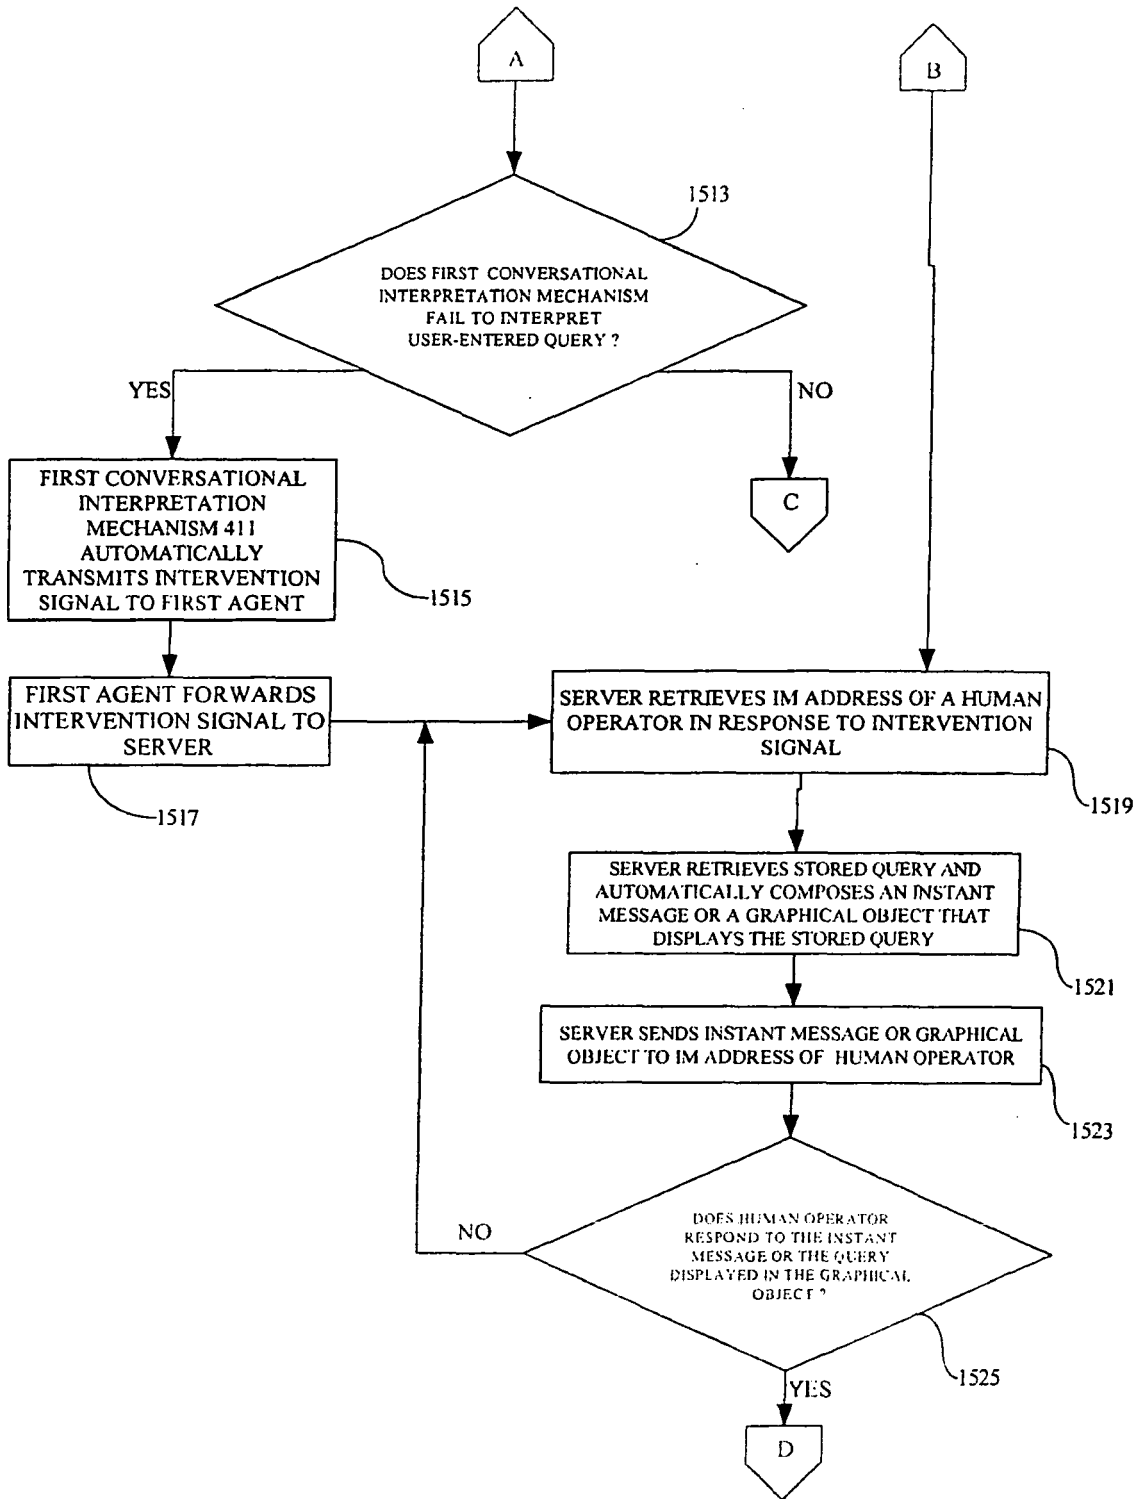 A
B
1513
DOES FIRST CONVERSATIONAL
INTERPRETATION MECHANISM
FAIL TO INTERPRET
USER-ENTERED QUERY ?
YES
NO
FIRST CONVERSATIONAL
INTERPRETATION
MECHANISM 411
AUTOMATICALLY
TRANSMITS INTERVENTION
SIGNAL TO FIRST AGENT
C
1515
FIRST AGENT FORWARDS
INTERVENTION SIGNAL TO
SERVER
SERVER RETRIEVES IM ADDRESS OF A HUMAN
OPERATOR IN RESPONSE TO INTERVENTION
SIGNAL
1517
1519
SERVER RETRIEVES STORED QUERY AND
AUTOMATICALLY COMPOSES AN INSTANT
MESSAGE OR A GRAPHICAL OBJECT THAT
DISPLAYS THE STORED QUERY
1521
SERVER SENDS INSTANT MESSAGE OR GRAPHICAL
OBJECT TO IM ADDRESS OF HUMAN OPERATOR
1523
NO
DOES HUMAN OPERATOR
RESPOND TO THE INSTANT
MESSAGE OR THE QUERY
DISPLAYED IN THE GRAPHICAL
OBJECT ?
1525
YES
D